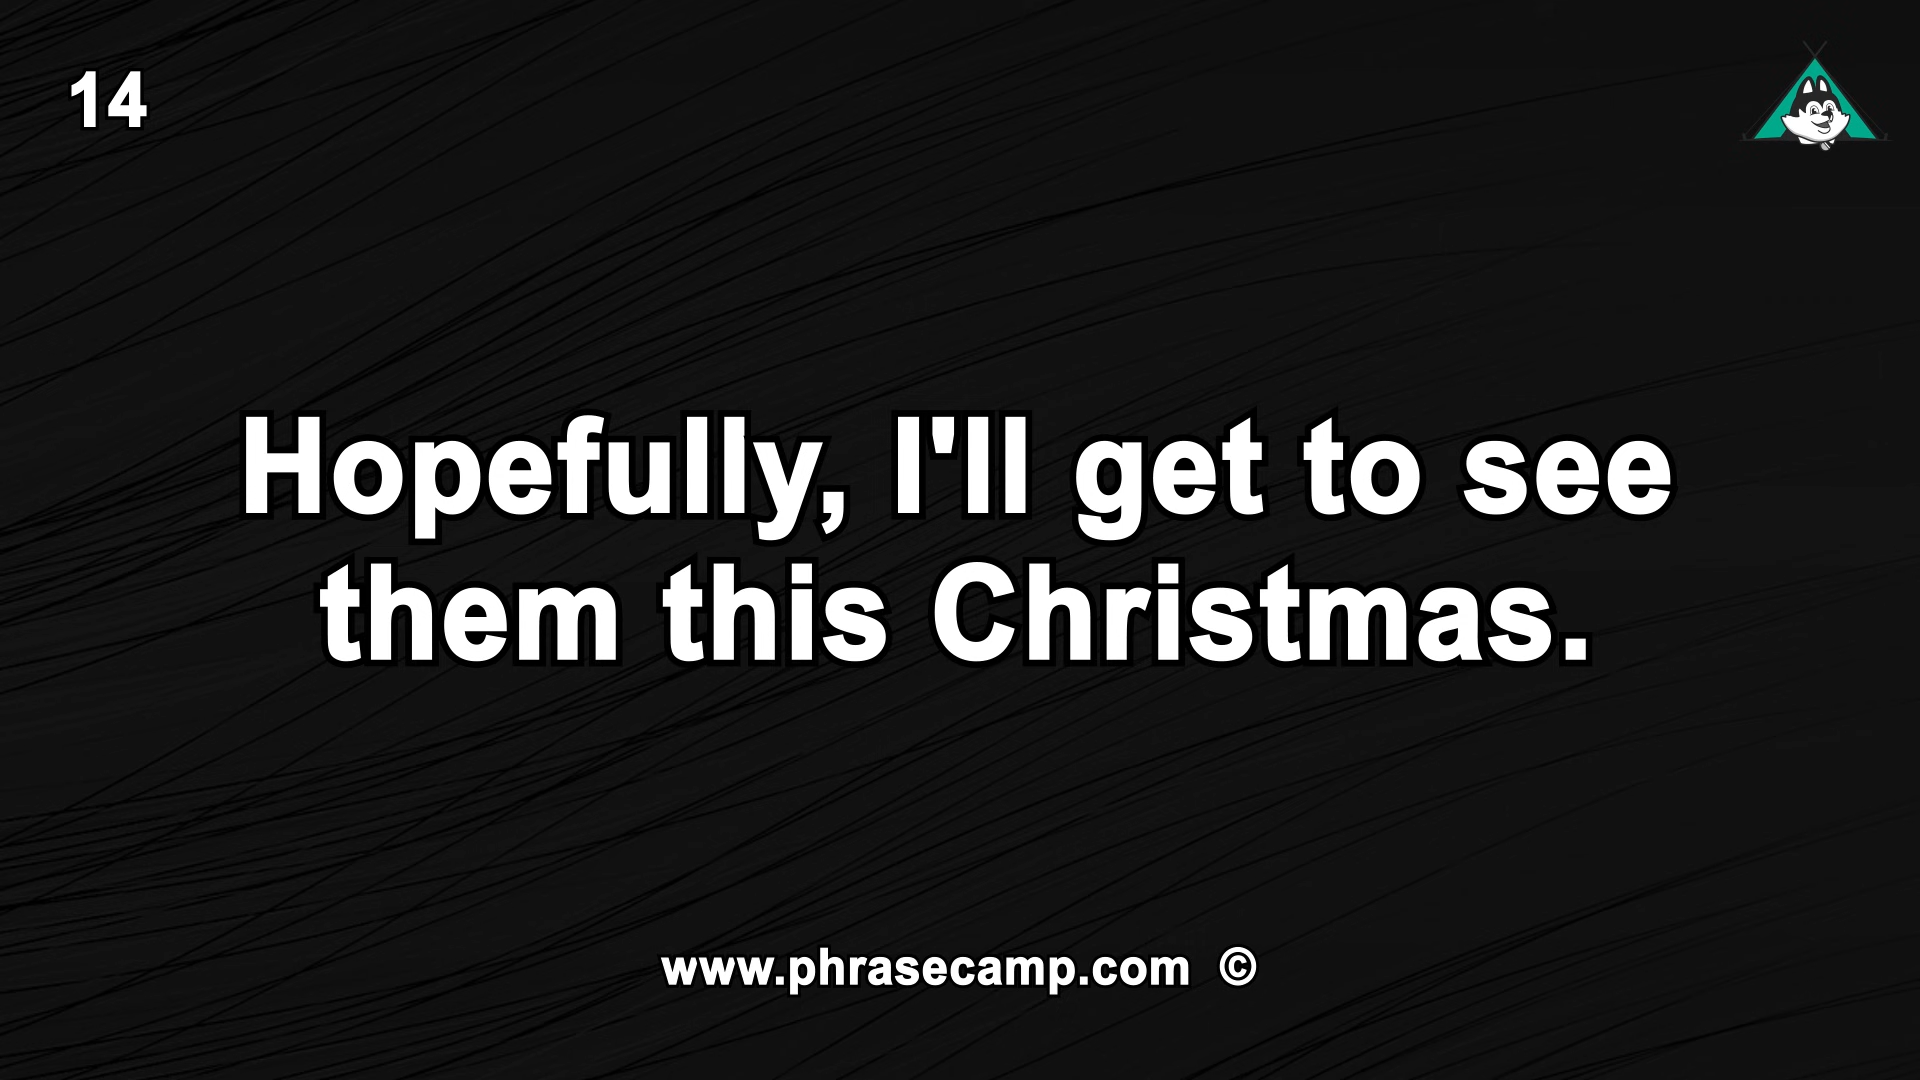 14
Hopefully, I'll get to see
them this Christmas.
www.phrasecamp.com ©